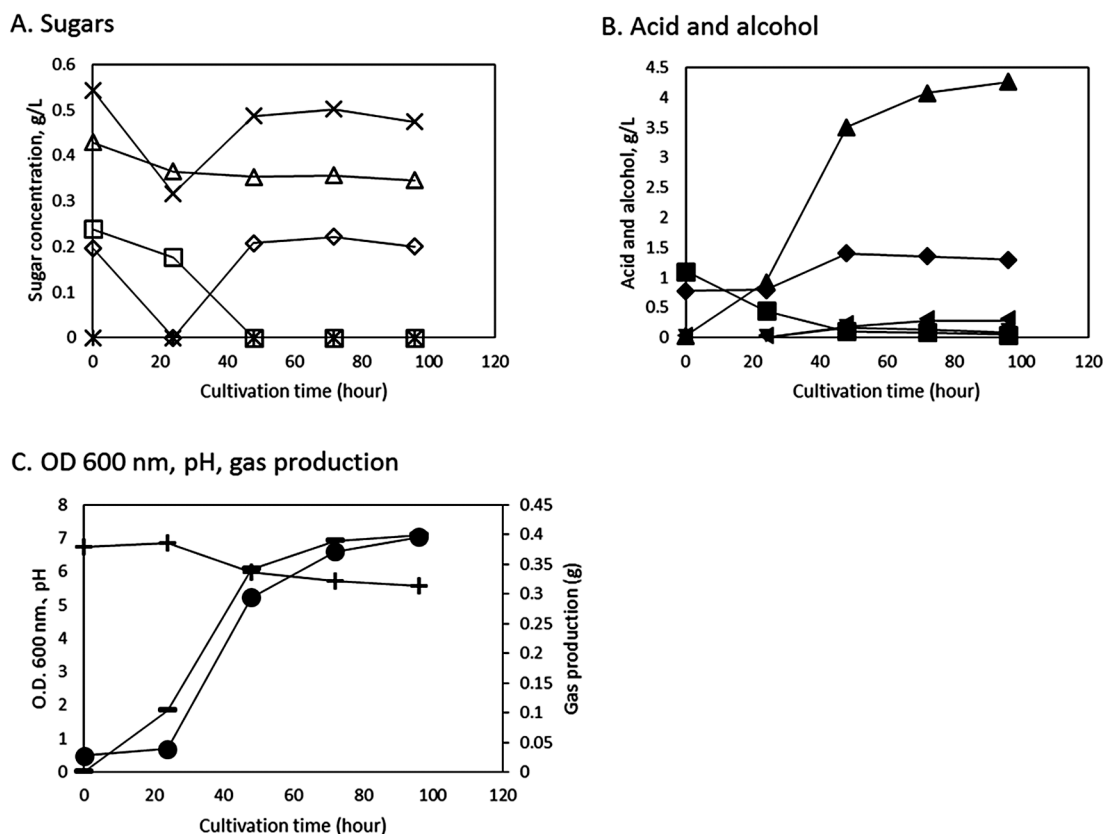 A. Sugars
Sugar concentration, g/L
0.6
0.5
0.4
0.3
0.2
0.1
0
0 20 40 60 80 100 120
Cultivation time (hour)
B. Acid and alcohol
Acid and alcohol, g/L
4.5
4
3.5
3
2.5
2
1.5
1
0.5
0
0 20 40 60 80 100 120
Cultivation time (hour)
C. OD 600 nm, pH, gas production
O.D. 600 nm、pH
8
7
6
5
4
3
2
1
0
0.45
0.4
0.35
0.3
0.25
0.2
0.15
0.1
0.05
0
Gas production (g)
0 20 40 60 80 100 120
Cultivation time (hour)